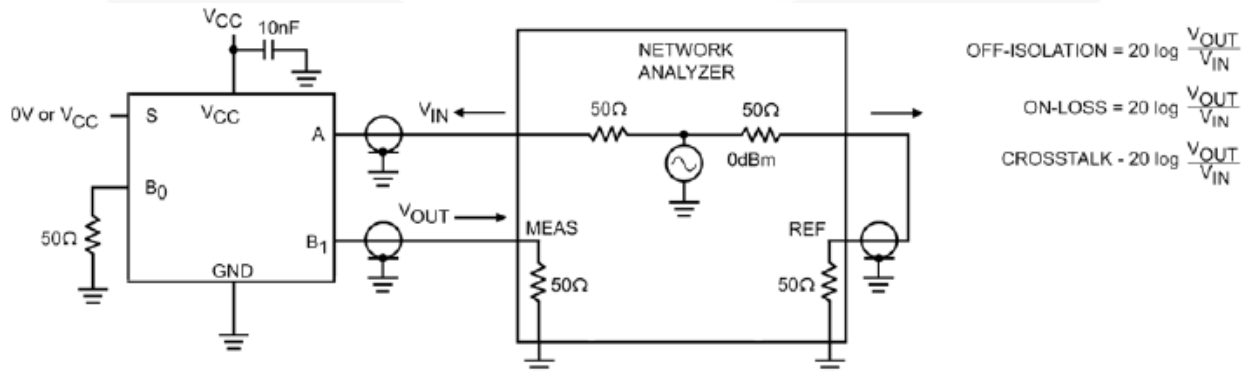 VCC
10nF
NETWORK
ANALYZER
OFF-ISOLATION = 20 log VOUT
VIN
0V or VCC
S
VCC
VIN
50Ω
50Ω
ON-LOSS = 20 log VOUT
VIN
A
0dBm
CROSSTALK - 20 log VOUT
VIN
B0
VOUT
MEAS
REF
50Ω
B1
GND
50Ω
50Ω